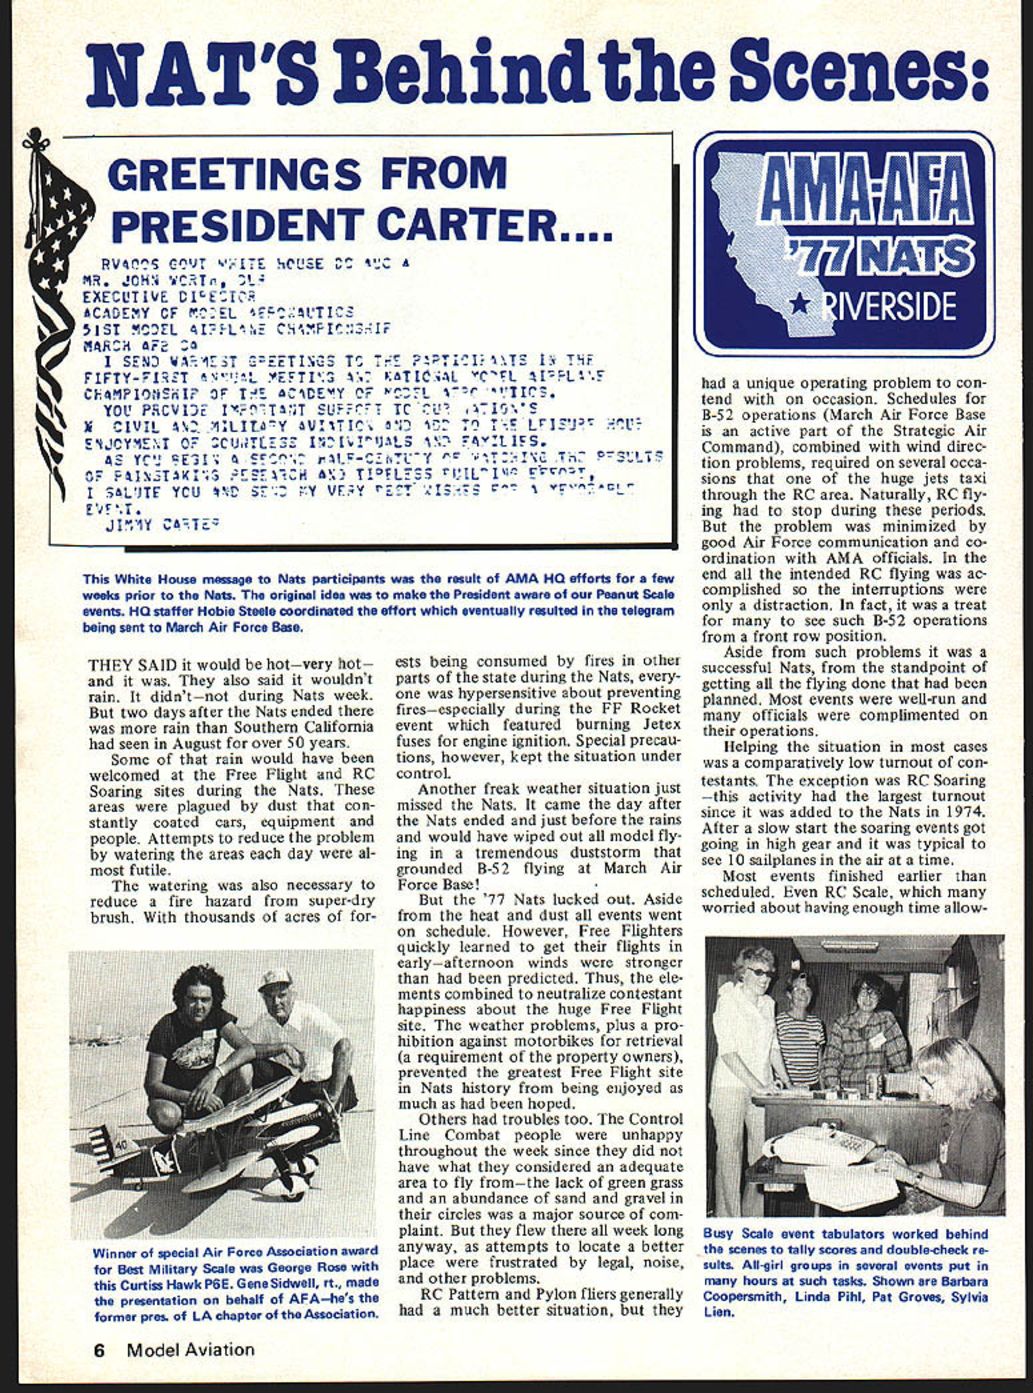 NAT'S Behind the Scenes:
GREETINGS FROM
PRESIDENT CARTER....
GOVT WHITE HOUSE DC AUG 4
MR. JOHN WORTH, DLR
EXECUTIVE DIRECTOR
ACADEMY OF MODEL AERONAUTICS
51ST MODEL AIRPLANE CHAMPIONSHIP
MARCH AFB CA
I SEND WARMEST GREETINGS TO THE PARTICIPANTS IN THE
FIFTY-FIRST ANNUAL MEETING AND NATIONAL MODEL AIRPLANE
CHAMPIONSHIP OF THE ACADEMY OF MODEL AERONAUTICS.
YOU PROVIDE IMPORTANT SUPPORT TO OUR NATION'S
CIVIL AND MILITARY AVIATION AND ADD TO THE LEISURE HOUR
ENJOYMENT OF COUNTLESS INDIVIDUALS AND FAMILIES.
AS YOU BEGIN A SECOND HALF-CENTURY OF WATCHING THE RESULTS
OF PAINSTAKING RESEARCH AND TIRELESS BUILDING EFFORT,
I SALUTE YOU AND SEND MY VERY BEST WISHES FOR A MEMORABLE
EVENT.
JIMMY CARTER
AMA-AFA
'77 NATS
RIVERSIDE
This White House message to Nats participants was the result of AMA HQ efforts for a few
weeks prior to the Nats. The original idea was to make the President aware of our Peanut Scale
events. HQ staffer Hobie Steele coordinated the effort which eventually resulted in the telegram
being sent to March Air Force Base.
THEY SAID it would be hot—very hot—
and it was. They also said it wouldn't
rain. It didn't—not during Nats week.
But two days after the Nats ended there
was more rain than Southern California
had seen in August for over 50 years.
Some of that rain would have been
welcomed at the Free Flight and RC
Soaring sites during the Nats. These
areas were plagued by dust that con-
stantly coated cars, equipment and
people. Attempts to reduce the problem
by watering the areas each day were al-
most futile.
The watering was also necessary to
reduce a fire hazard from super-dry
brush. With thousands of acres of for-
ests being consumed by fires in other
parts of the state during the Nats, every-
one was hypersensitive about preventing
fires—especially during the FF Rocket
event which featured burning Jetex
fuses for engine ignition. Special precau-
tions, however, kept the situation under
control.
Another freak weather situation just
missed the Nats. It came the day after
the Nats ended and just before the rains
and would have wiped out all model fly-
ing in a tremendous duststorm that
grounded B-52 flying at March Air
Force Base!
But the '77 Nats lucked out. Aside
from the heat and dust all events went
on schedule. However, Free Flighters
quickly learned to get their flights in
early—afternoon winds were stronger
than had been predicted. Thus, the ele-
ments combined to neutralize contestant
happiness about the huge Free Flight
site. The weather problems, plus a pro-
hibition against motorbikes for retrieval
(a requirement of the property owners),
prevented the greatest Free Flight site
in Nats history from being enjoyed as
much as had been hoped.
Others had troubles too. The Control
Line Combat people were unhappy
throughout the week since they did not
have what they considered an adequate
area to fly from—the lack of green grass
and an abundance of sand and gravel in
their circles was a major source of com-
plaint. But they flew there all week long
anyway, as attempts to locate a better
place were frustrated by legal, noise,
and other problems.
RC Pattern and Pylon fliers generally
had a much better situation, but they
had a unique operating problem to con-
tend with on occasion. Schedules for
B-52 operations (March Air Force Base
is an active part of the Strategic Air
Command), combined with wind direc-
tion problems, required on several occa-
sions that one of the huge jets taxi
through the RC area. Naturally, RC fly-
ing had to stop during these periods.
But the problem was minimized by
good Air Force communication and co-
ordination with AMA officials. In the
end all the intended RC flying was ac-
complished so the interruptions were
only a distraction. In fact, it was a treat
for many to see such B-52 operations
from a front row position.
Aside from such problems it was a
successful Nats, from the standpoint of
getting all the flying done that had been
planned. Most events were well-run and
many officials were complimented on
their operations.
Helping the situation in most cases
was a comparatively low turnout of con-
testants. The exception was RC Soaring
—this activity had the largest turnout
since it was added to the Nats in 1974.
After a slow start the soaring events got
going in high gear and it was typical to
see 10 sailplanes in the air at a time.
Most events finished earlier than
scheduled. Even RC Scale, which many
worried about having enough time allow-
40
Winner of special Air Force Association award
for Best Military Scale was George Rose with
this Curtiss Hawk P6E. Gene Sidwell, rt., made
the presentation on behalf of AFA—he's the
former pres. of LA chapter of the Association.
Busy Scale event tabulators worked behind
the scenes to tally scores and double-check re-
sults. All-girl groups in several events put in
many hours at such tasks. Shown are Barbara
Coopersmith, Linda Pihl, Pat Groves, Sylvia
Lien.
6 Model Aviation